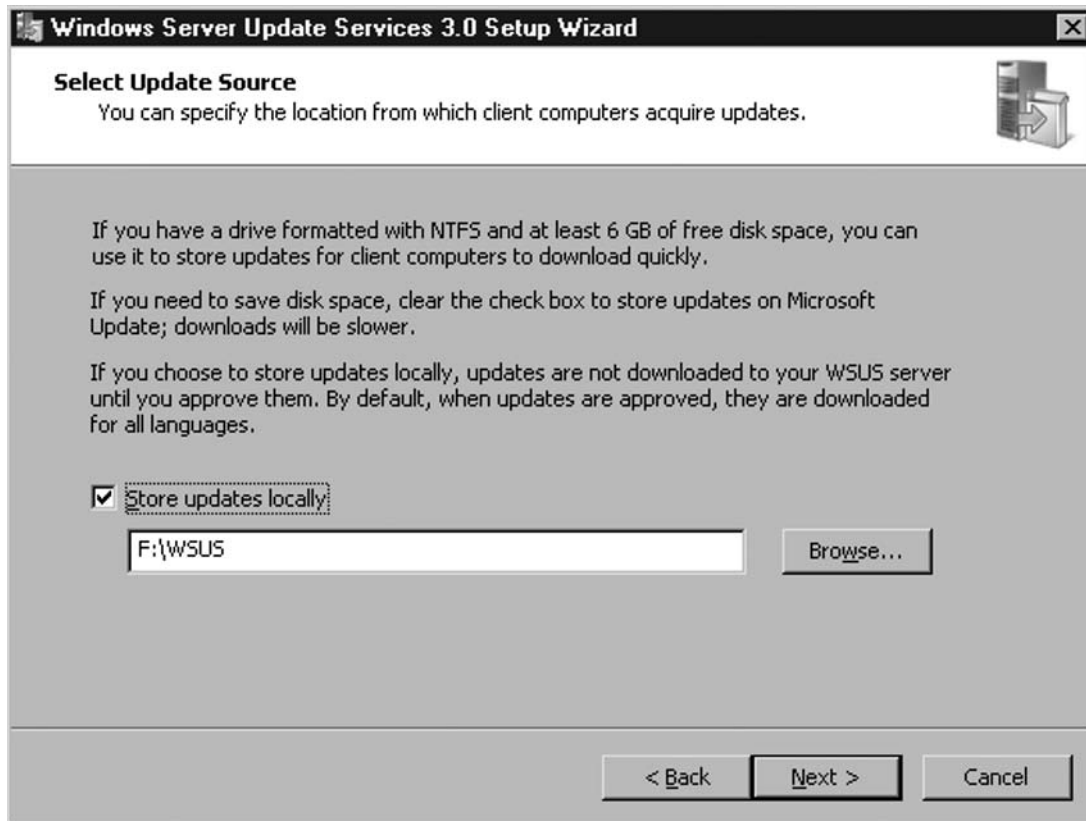 Windows Server Update Services 3.0 Setup Wizard
Select Update Source
You can specify the location from which client computers acquire updates.
If you have a drive formatted with NTFS and at least 6 GB of free disk space, you can
use it to store updates for client computers to download quickly.
If you need to save disk space, clear the check box to store updates on Microsoft
Update; downloads will be slower.
If you choose to store updates locally, updates are not downloaded to your WSUS server
until you approve them. By default, when updates are approved, they are downloaded
for all languages.
Store updates locally
F:\WSUS
Browse...
< Back
Next >
Cancel